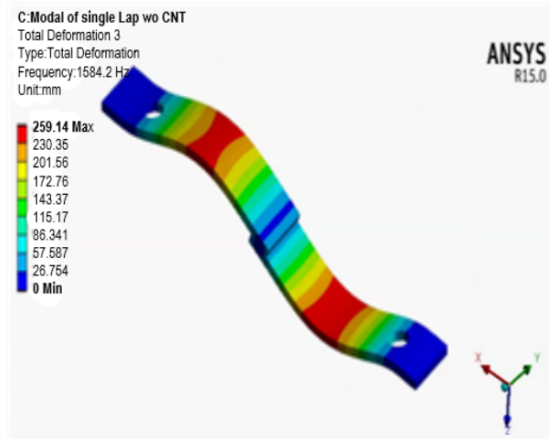 C:Modal of single Lap wo CNT
Total Deformation 3
Type:Total Deformation
Frequency:1584.2 Hz
Unit:mm
ANSYS
R15.0
259.14 Max
230.35
201.56
172.76
143.37
115.17
86.341
57.587
26.754
0 Min
X
Y
Z